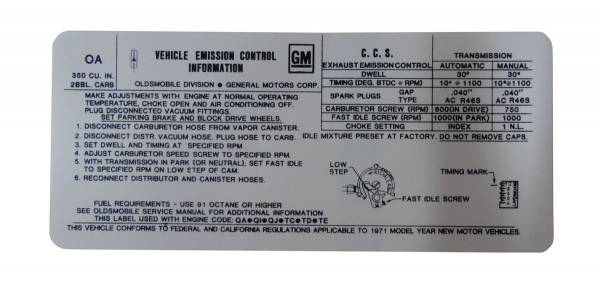 OA
350 CU. IN.
2BBL. CARB
VEHICLE EMISSION CONTROL
INFORMATION
GM
OLDSMOBILE DIVISION • GENERAL MOTORS CORP.
C. C. S.
TRANSMISSION
EXHAUST EMISSION CONTROL AUTOMATIC MANUAL
DWELL 30° 30°
TIMING (DEG. BTDC @ RPM) 10° @ 1100 10° @ 1100
SPARK PLUGS GAP .040" .040"
TYPE AC R46S AC R46S
CARBURETOR SCREW (RPM) 600(IN DRIVE) 750
FAST IDLE SCREW (RPM) 1000(IN PARK) 1000
CHOKE SETTING INDEX 1 N.L.
MAKE ADJUSTMENTS WITH ENGINE AT NORMAL OPERATING
TEMPERATURE, CHOKE OPEN AND AIR CONDITIONING OFF.
PLUG DISCONNECTED VACUUM FITTINGS.
SET PARKING BRAKE AND BLOCK DRIVE WHEELS.
1. DISCONNECT CARBURETOR HOSE FROM VAPOR CANISTER.
2. DISCONNECT DISTR. VACUUM HOSE. PLUG HOSE TO CARB.
3. SET DWELL AND TIMING AT SPECIFIED RPM.
4. ADJUST CARBURETOR SPEED SCREW TO SPECIFIED RPM.
5. WITH TRANSMISSION IN PARK (OR NEUTRAL), SET FAST IDLE
TO SPECIFIED RPM ON LOW STEP OF CAM.
6. RECONNECT DISTRIBUTOR AND CANISTER HOSES.
IDLE MIXTURE PRESET AT FACTORY. DO NOT REMOVE CAPS.
LOW
STEP
FAST IDLE SCREW
TIMING MARK
FUEL REQUIREMENTS - USE 91 OCTANE OR HIGHER
SEE OLDSMOBILE SERVICE MANUAL FOR ADDITIONAL INFORMATION
THIS LABEL USED WITH ENGINE CODE: QA•QI•QJ•TC•TD•TE
THIS VEHICLE CONFORMS TO FEDERAL AND CALIFORNIA REGULATIONS APPLICABLE TO 1971 MODEL YEAR NEW MOTOR VEHICLES.